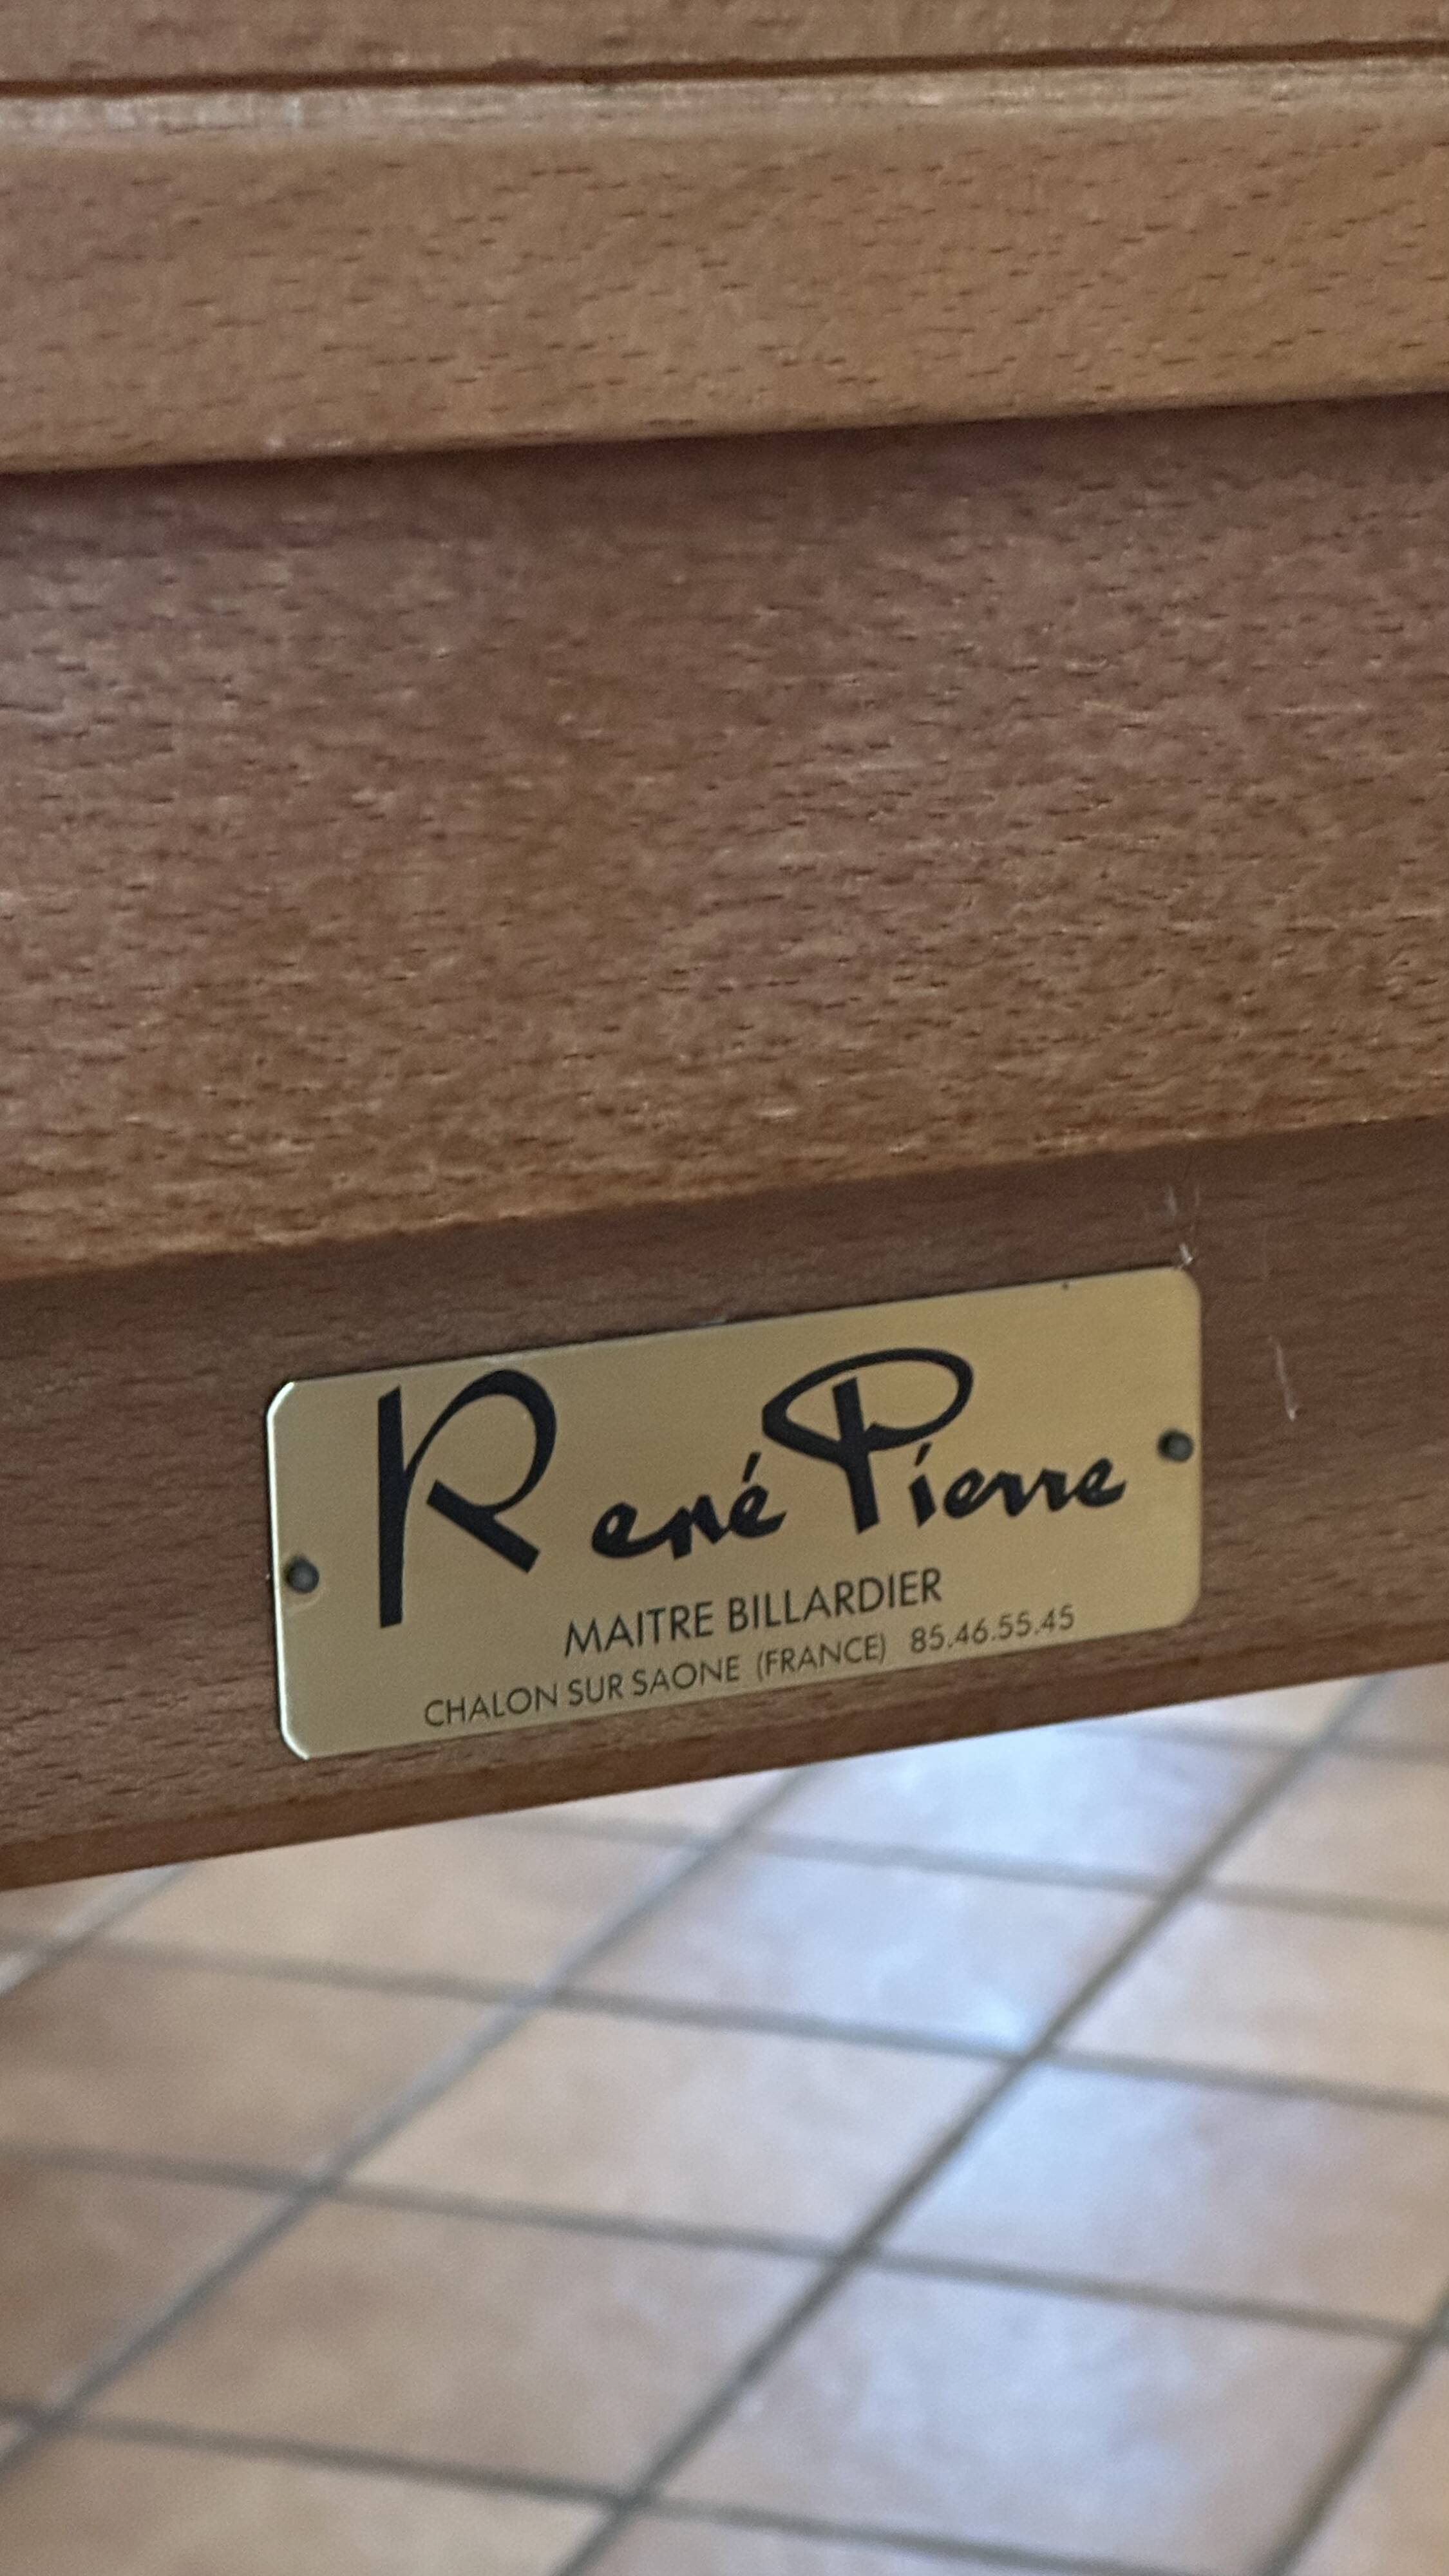 René Pierre
MAITRE BILLARDIER
CHALON SUR SAONE (FRANCE) 85.46.55.45